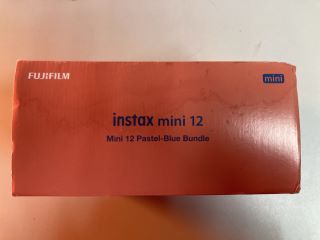 FUJIFILM
mini
instax mini 12
Mini 12 Pastel-Blue Bundle